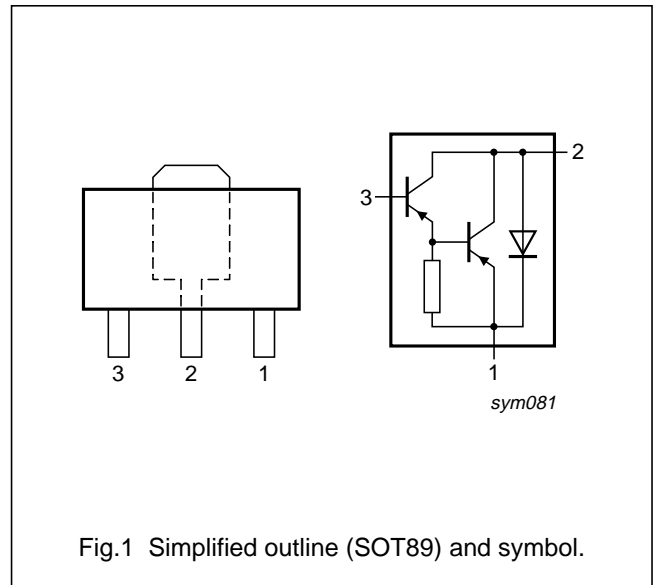 2
3
3 2 1
1
sym081
Fig.1 Simplified outline (SOT89) and symbol.